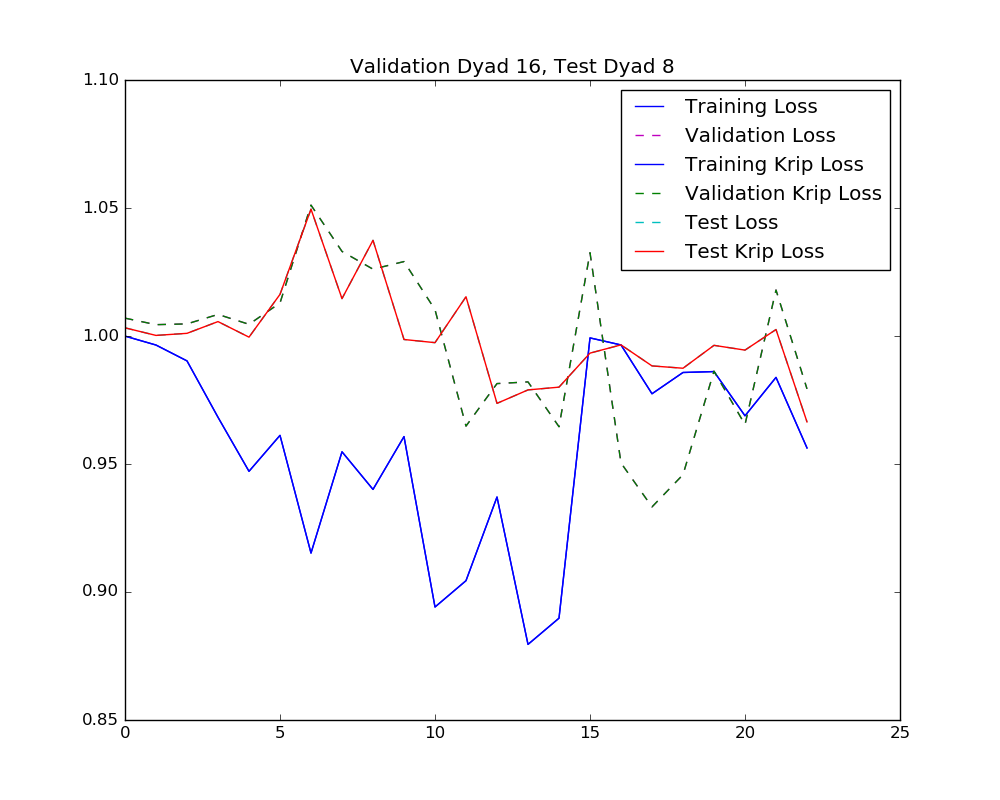 Validation Dyad 16, Test Dyad 8
1.10
1.05
1.00
0.95
0.90
0.85
0 5 10 15 20 25
Training Loss
Validation Loss
Training Krip Loss
Validation Krip Loss
Test Loss
Test Krip Loss